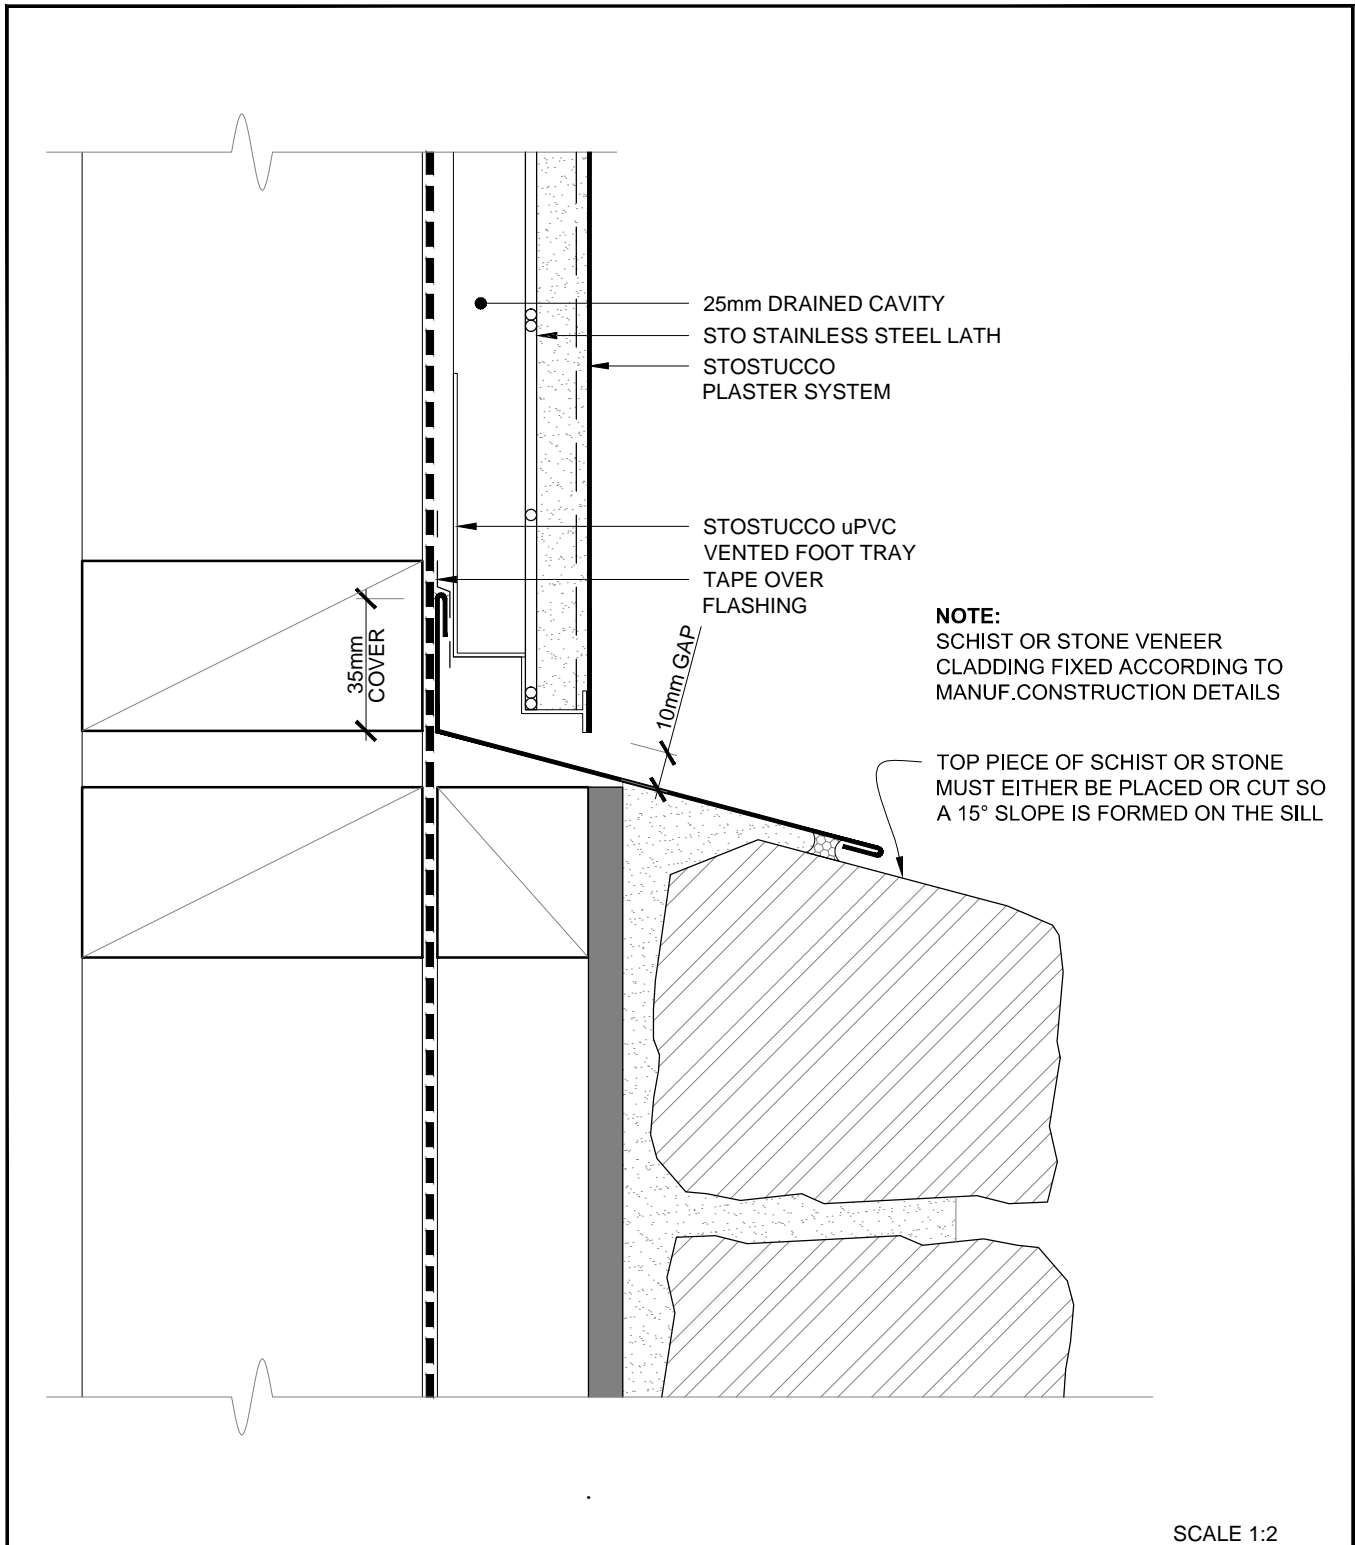 25mm DRAINED CAVITY
STO STAINLESS STEEL LATH
STOSTUCCO
PLASTER SYSTEM
STOSTUCCO uPVC
VENTED FOOT TRAY
TAPE OVER
FLASHING
35mm
COVER
10mm GAP
NOTE:
SCHIST OR STONE VENEER
CLADDING FIXED ACCORDING TO
MANUF.CONSTRUCTION DETAILS
TOP PIECE OF SCHIST OR STONE
MUST EITHER BE PLACED OR CUT SO
A 15° SLOPE IS FORMED ON THE SILL
SCALE 1:2